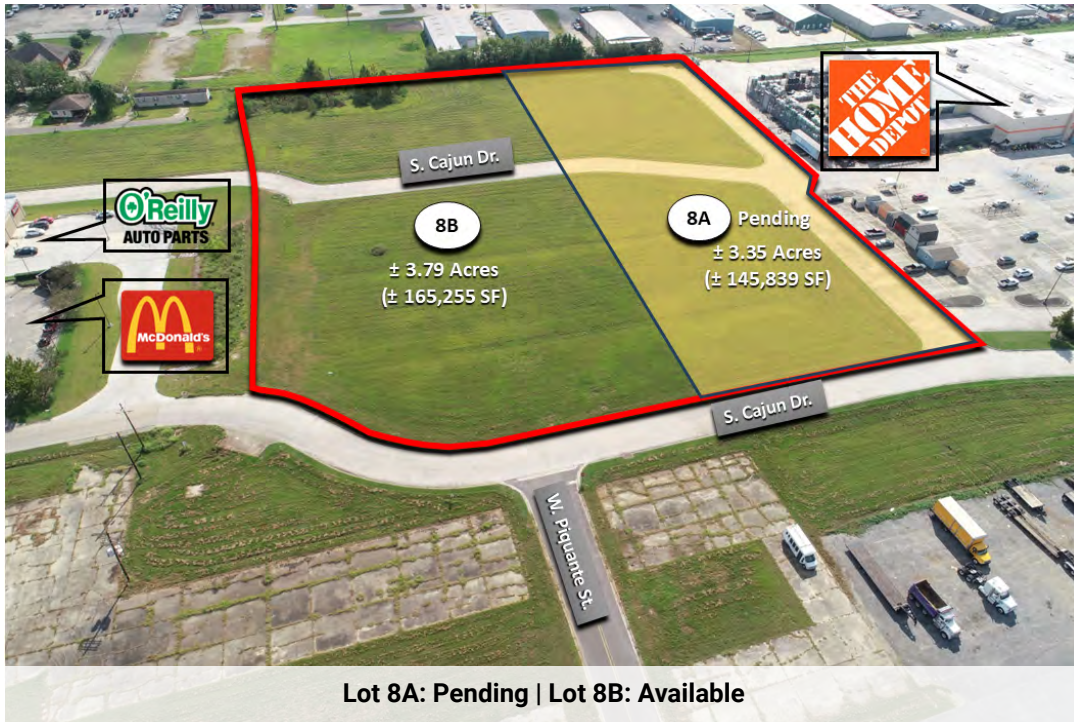 THE
HOME
DEPOT
S. Cajun Dr.
O'Reilly
AUTO PARTS
8B
8A Pending
± 3.35 Acres
(± 145,839 SF)
± 3.79 Acres
(± 165,255 SF)
McDonald's
S. Cajun Dr.
W. Piquante St.
Lot 8A: Pending | Lot 8B: Available